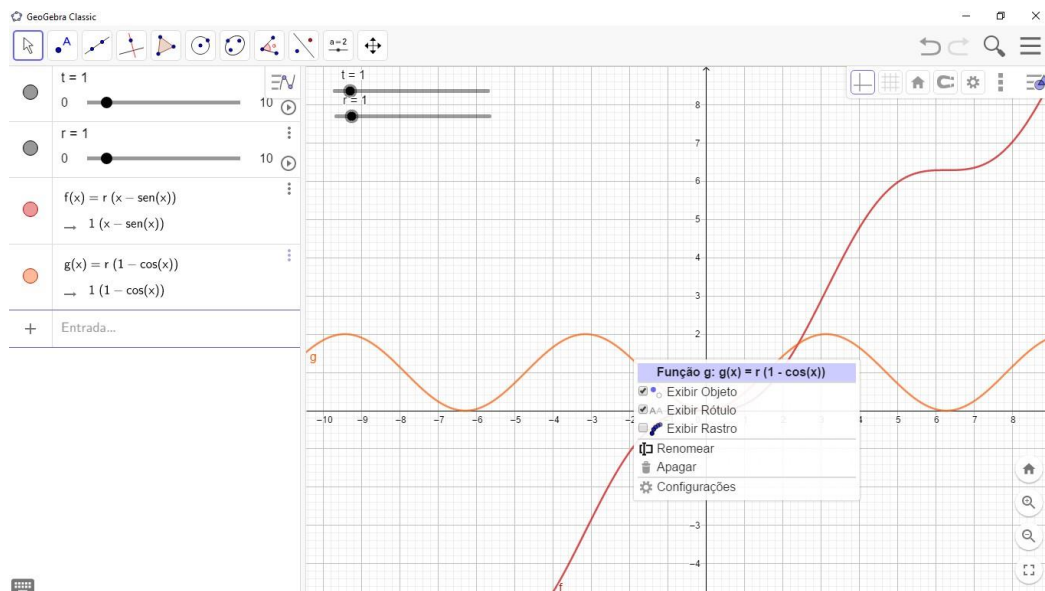 GeoGebra Classic
A
a=2
t = 1
0
10
r = 1
0
10
f(x) = r (x − sen(x))
→ 1 (x − sen(x))
g(x) = r (1 − cos(x))
→ 1 (1 − cos(x))
+ Entrada...
t = 1
r = 1
8
7
6
5
4
3
2
g
Função g: g(x) = r (1 - cos(x))
Exibir Objeto
AA Exibir Rótulo
Exibir Rastro
−10 −9 −8 −7 −6 −5 −4 −3 −2 2 3 4 5 6 7 8
Renomear
Apagar
Configurações
−3
−4
f